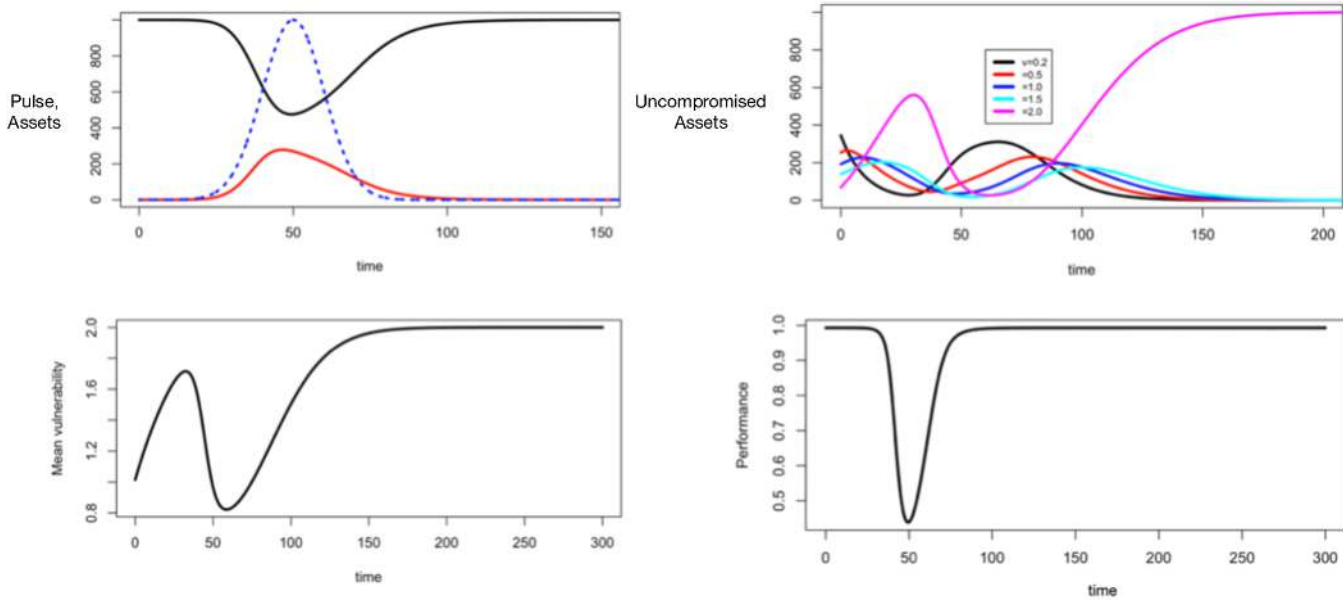 Pulse,
Assets
800
600
400
200
0
0 50 100 150
time
Uncompromised
Assets
800
600
400
200
0
v=0.2
=0.5
=1.0
=1.5
=2.0
0 50 100 150 200
time
Mean vulnerability
2.0
1.6
1.2
0.8
0 50 100 150 200 250 300
time
Performance
1.0
0.9
0.8
0.7
0.6
0.5
0 50 100 150 200 250 300
time